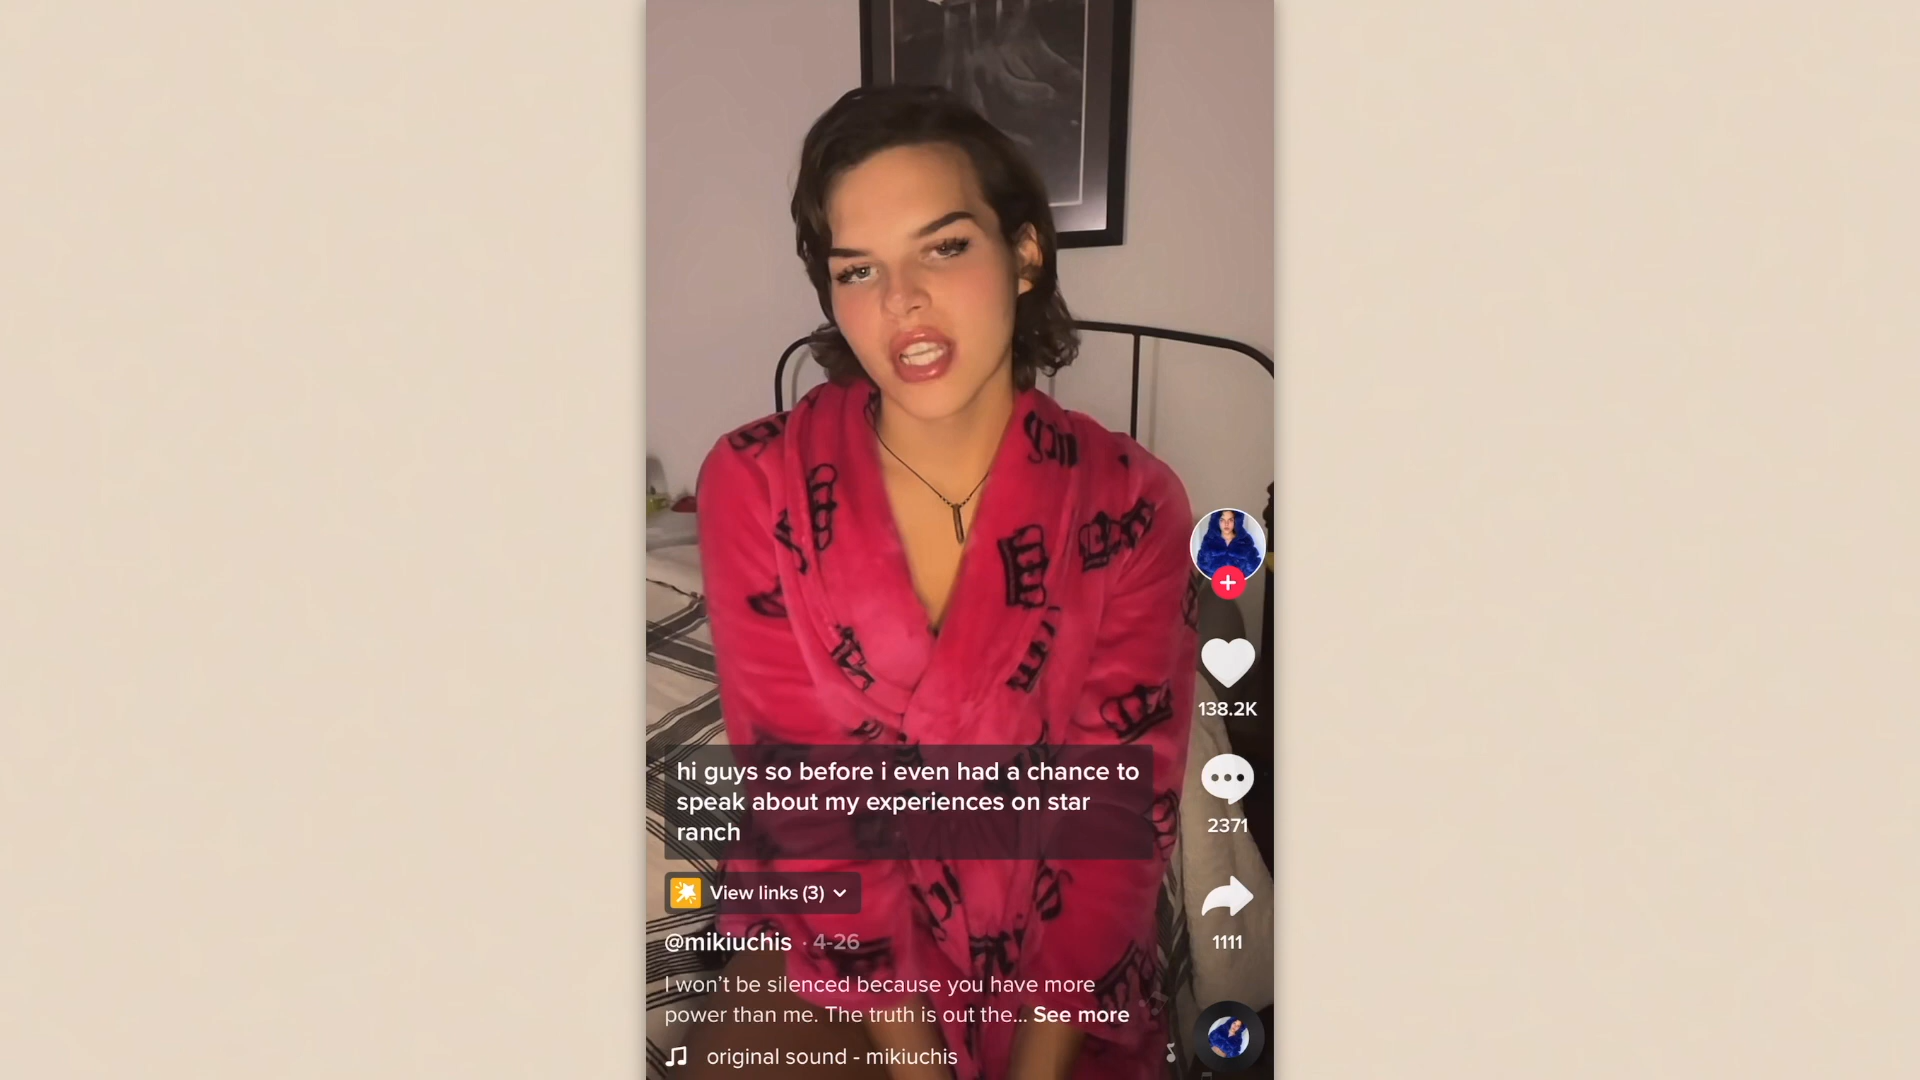 138.2K
2371
1111
hi guys so before i even had a chance to
speak about my experiences on star
ranch
View links (3)
@mikiuchis · 4-26
I won’t be silenced because you have more
power than me. The truth is out the... See more
original sound - mikiuchis